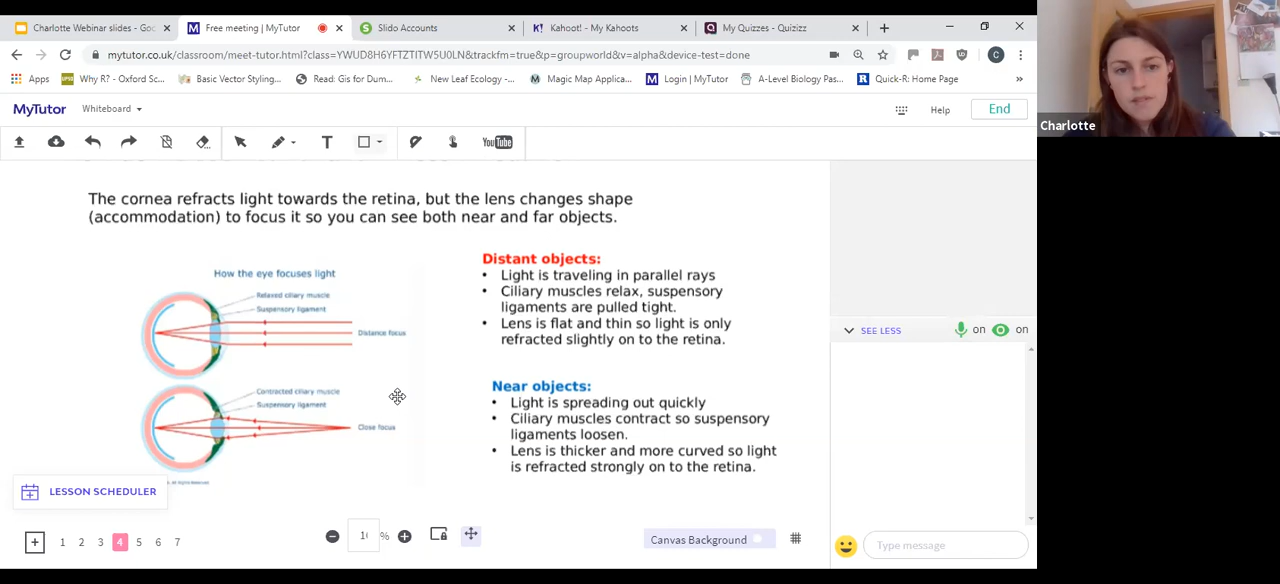 Charlotte Webinar slides - Goo
Free meeting | MyTutor
Slido Accounts
Kahoot! - My Kahoots
My Quizzes - Quizizz
mytutor.co.uk/classroom/meet-tutor.html?class=YWUD8H6YFTZTITW5U0LN&trackfm=true&p=groupworld&v=alpha&device-test=done
Apps
Why R? - Oxford Sc...
Basic Vector Styling...
Read: Gis for Dum...
New Leaf Ecology -...
Magic Map Applica...
Login | MyTutor
A-Level Biology Pas...
Quick-R: Home Page
»
MyTutor
Whiteboard
Help
End
YouTube
Charlotte
The cornea refracts light towards the retina, but the lens changes shape
(accommodation) to focus it so you can see both near and far objects.
How the eye focuses light
Relaxed ciliary muscle
Suspensory ligament
Distance focus
Contracted ciliary muscle
Suspensory ligament
Close focus
Distant objects:
• Light is traveling in parallel rays
• Ciliary muscles relax, suspensory
ligaments are pulled tight.
• Lens is flat and thin so light is only
refracted slightly on to the retina.
Near objects:
• Light is spreading out quickly
• Ciliary muscles contract so suspensory
ligaments loosen.
• Lens is thicker and more curved so light
is refracted strongly on to the retina.
SEE LESS
on
on
LESSON SCHEDULER
All Rights Reserved
1 2 3 4 5 6 7
%
Canvas Background
Type message